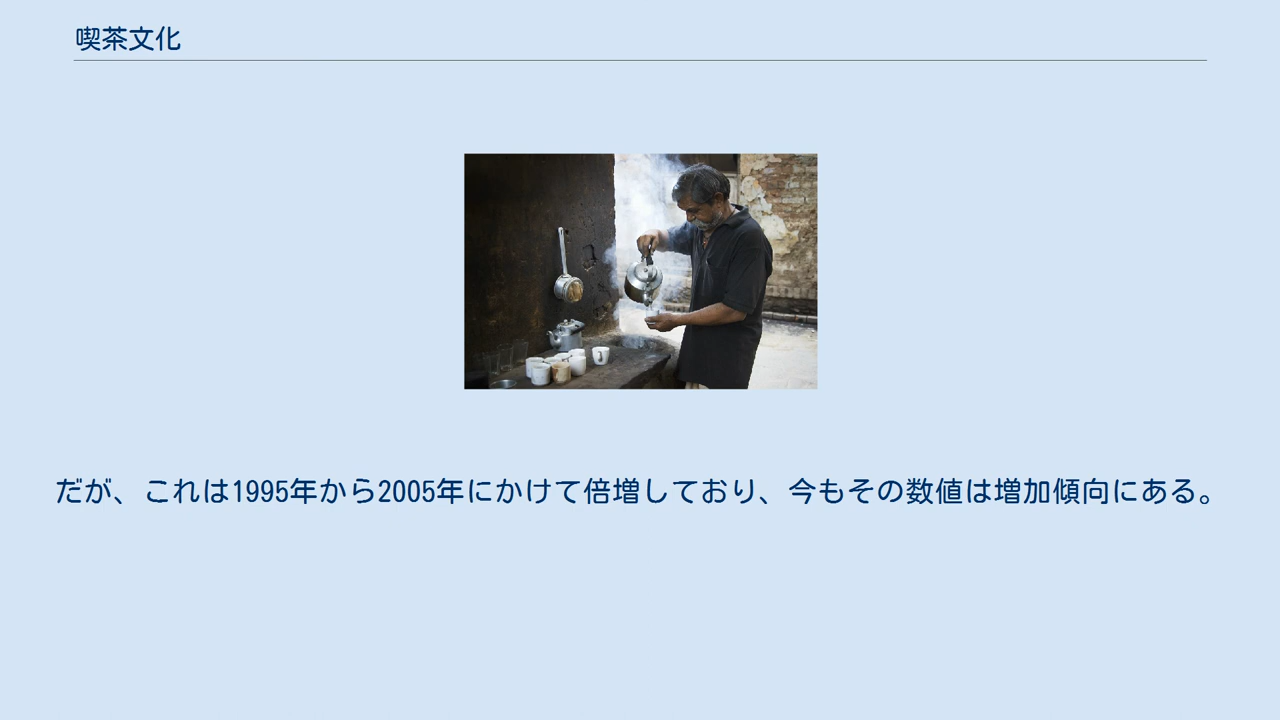 喫茶文化
だが、これは1995年から2005年にかけて倍増しており、今もその数値は増加傾向にある。